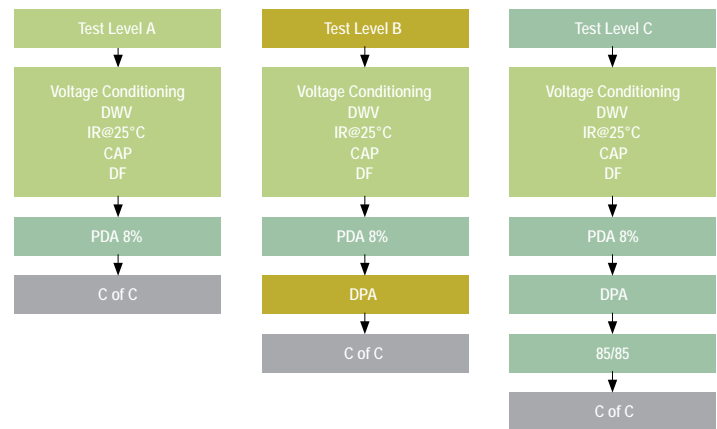 Test Level A
Voltage Conditioning
DWV
IR@25°C
CAP
DF
PDA 8%
C of C
Test Level B
Voltage Conditioning
DWV
IR@25°C
CAP
DF
PDA 8%
DPA
C of C
Test Level C
Voltage Conditioning
DWV
IR@25°C
CAP
DF
PDA 8%
DPA
85/85
C of C